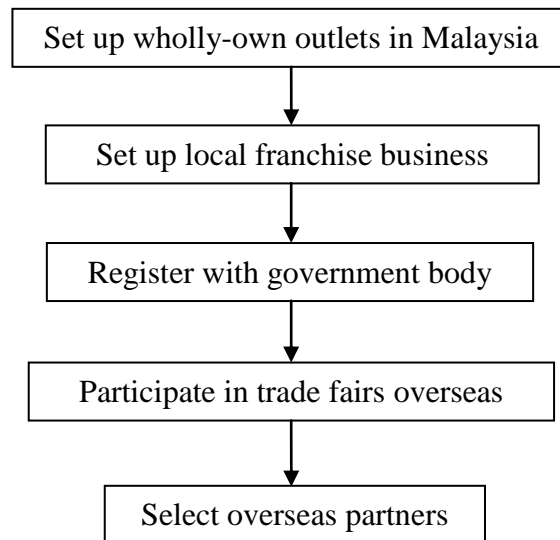 Set up wholly-own outlets in Malaysia
Set up local franchise business
Register with government body
Participate in trade fairs overseas
Select overseas partners